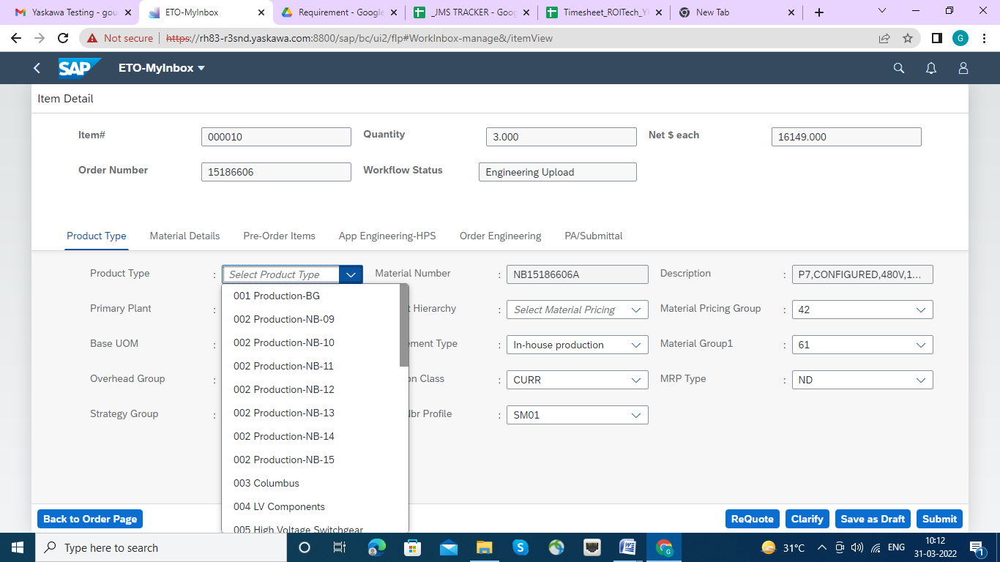 Yaskawa Testing - gou
ETO-MyInbox
Requirement - Google
_JMS TRACKER - Goog
Timesheet_ROITech_YI
New Tab
Not secure
https://rh83-r3snd.yaskawa.com:8800/sap/bc/ui2/flp#WorkInbox-manage&/itemView
G
SAP
ETO-MyInbox
Item Detail
Item# 000010 Quantity 3.000 Net $ each 16149.000
Order Number 15186606 Workflow Status Engineering Upload
Product Type Material Details Pre-Order Items App Engineering-HPS Order Engineering PA/Submittal
Product Type : Select Product Type Material Number : NB15186606A Description : P7,CONFIGURED,480V,1...
Primary Plant : t Hierarchy : Select Material Pricing Material Pricing Group : 42
Base UOM : ement Type : In-house production Material Group1 : 61
Overhead Group : on Class : CURR MRP Type : ND
Strategy Group : Nbr Profile : SM01
001 Production-BG
002 Production-NB-09
002 Production-NB-10
002 Production-NB-11
002 Production-NB-12
002 Production-NB-13
002 Production-NB-14
002 Production-NB-15
003 Columbus
004 LV Components
005 High Voltage Switchgear
Back to Order Page ReQuote Clarify Save as Draft Submit
Type here to search
31°C
ENG
10:12
31-03-2022
1